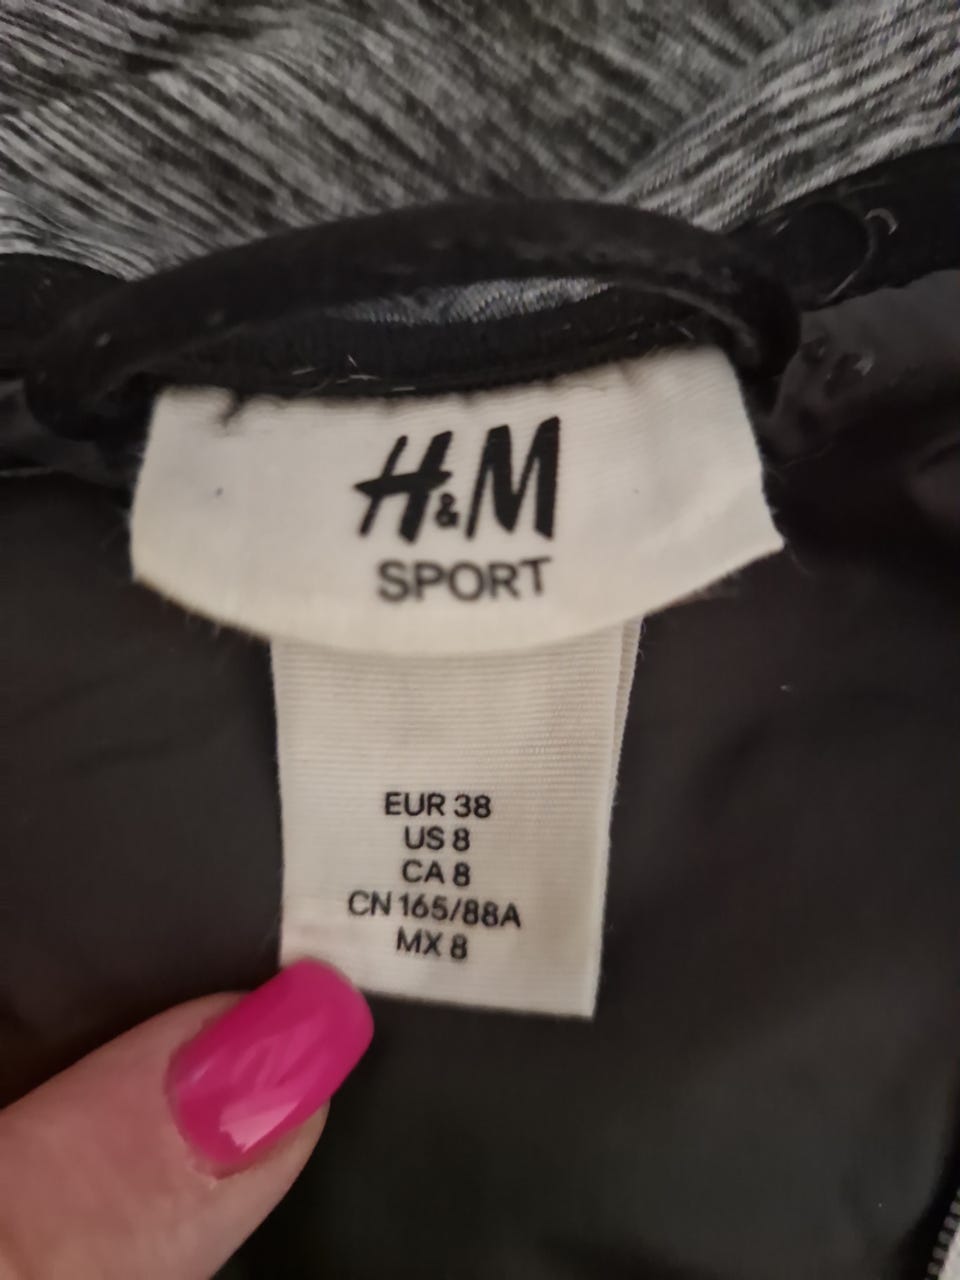 H&M
SPORT
EUR 38
US 8
CA 8
CN 165/88A
MX 8